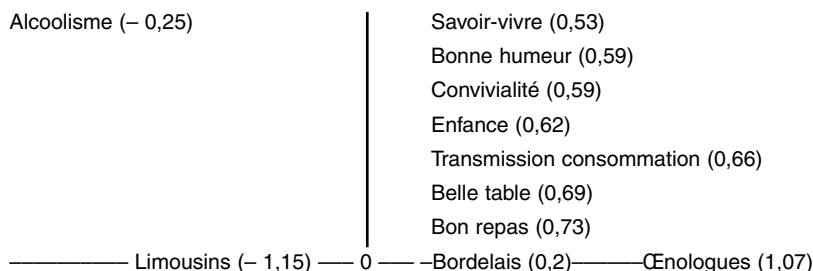 Alcoolisme (– 0,25) Savoir-vivre (0,53)
Bonne humeur (0,59)
Convivialité (0,59)
Enfance (0,62)
Transmission consommation (0,66)
Belle table (0,69)
Bon repas (0,73)
–––––––––– Limousins (– 1,15) ––– 0 ––– –Bordelais (0,2)––––––Œnologues (1,07)